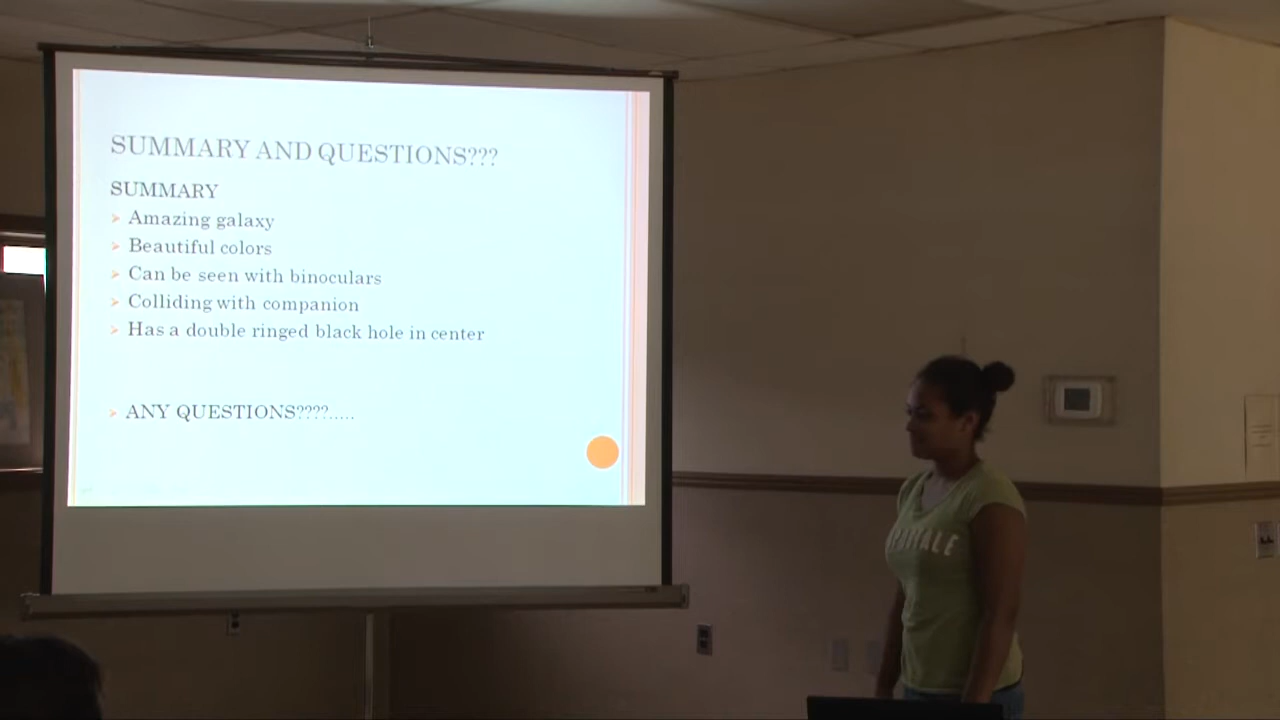 SUMMARY AND QUESTIONS???
SUMMARY
Amazing galaxy
Beautiful colors
Can be seen with binoculars
Colliding with companion
Has a double ringed black hole in center
ANY QUESTIONS????.....